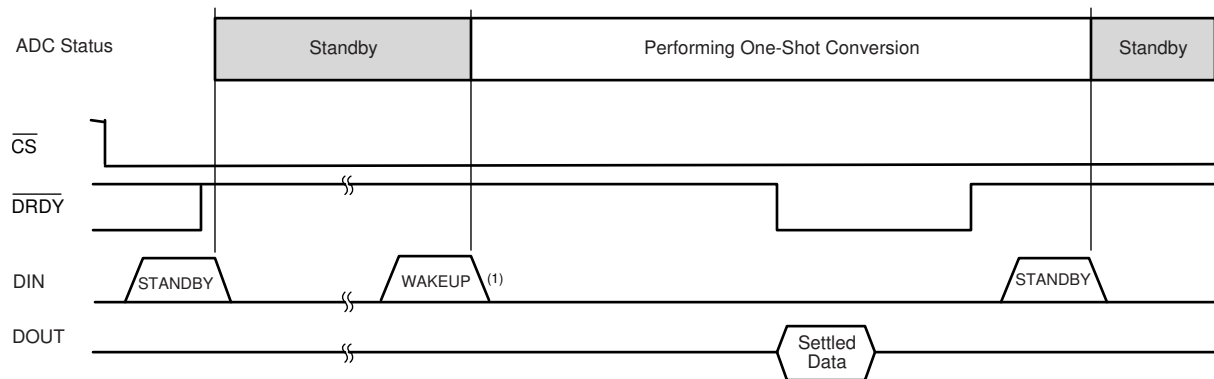 ADC Status
Standby
Performing One-Shot Conversion
Standby
CS
DRDY
DIN
STANDBY
WAKEUP
(1)
STANDBY
DOUT
Settled
Data